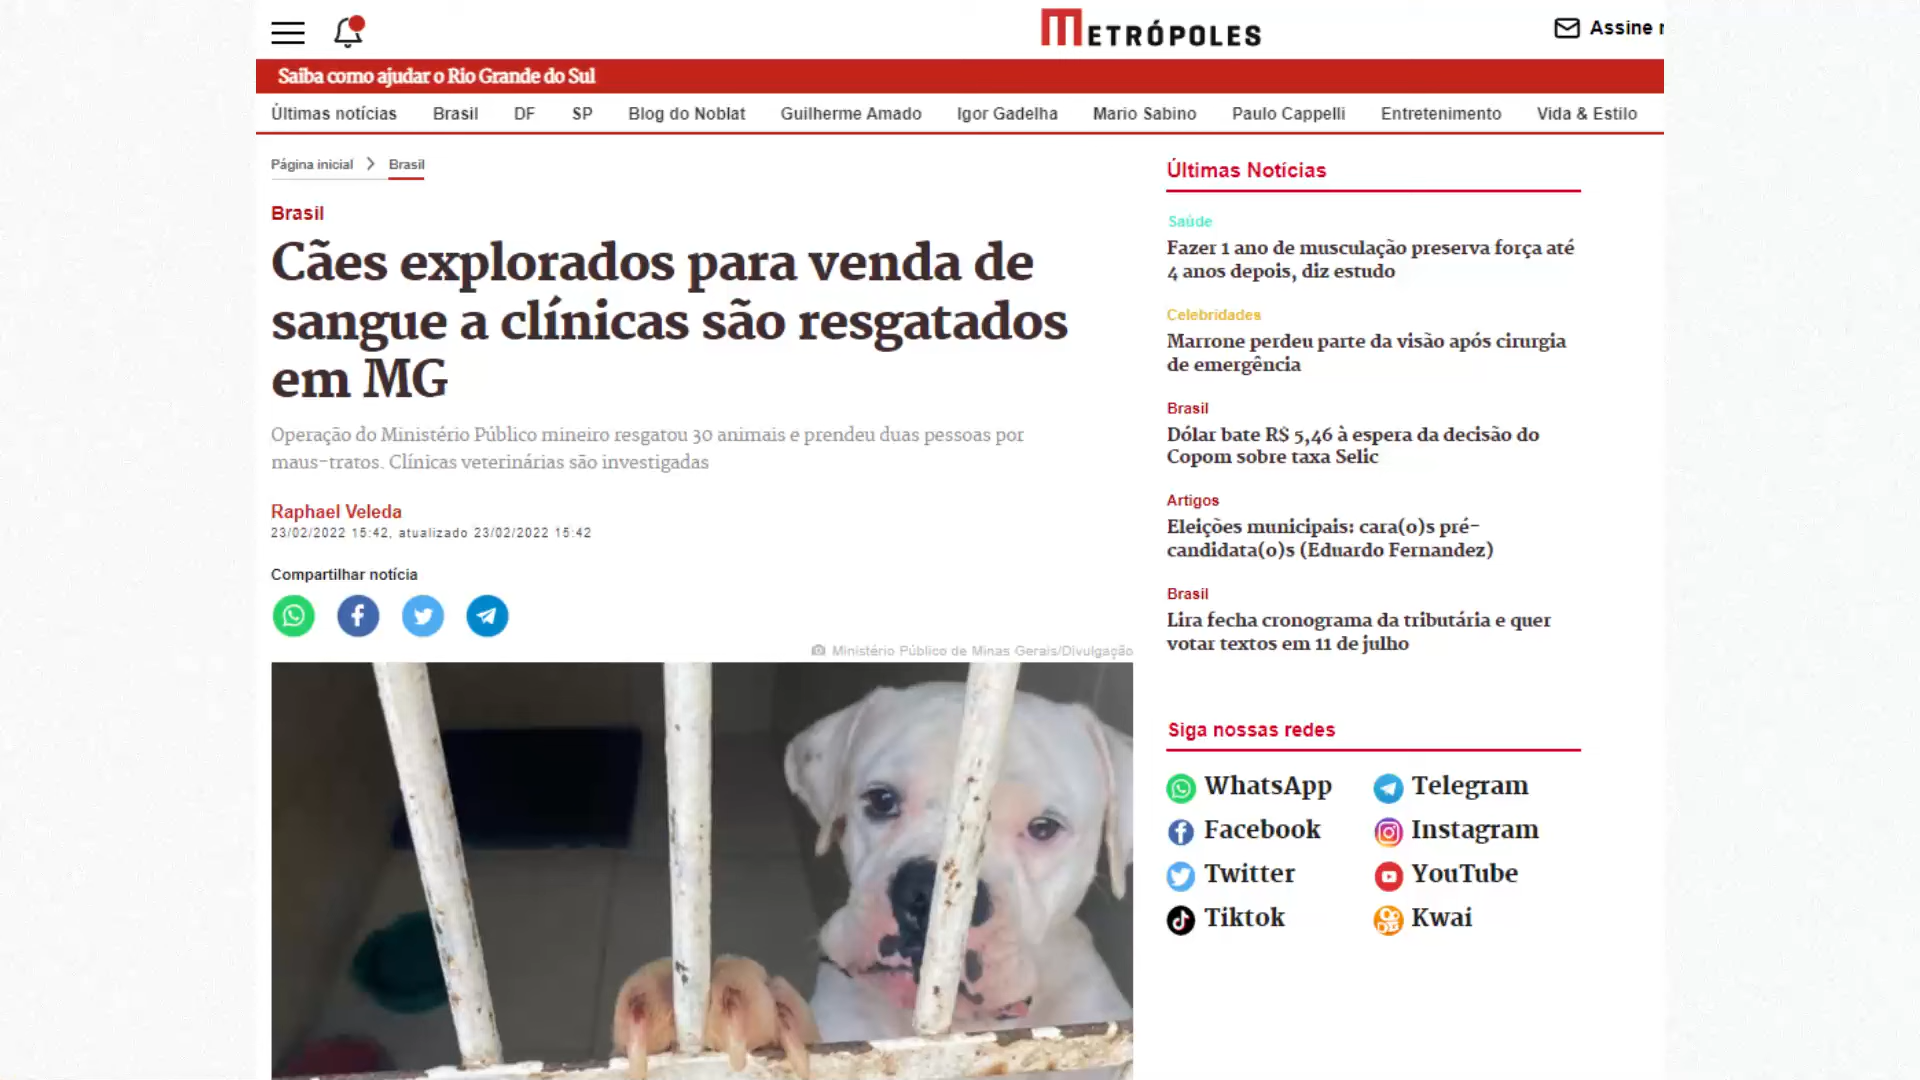 METRÓPOLES
Assine
Saiba como ajudar o Rio Grande do Sul
Últimas notícias Brasil DF SP Blog do Noblat Guilherme Amado Igor Gadelha Mario Sabino Paulo Cappelli Entretenimento Vida & Estilo
Página inicial Brasil
Brasil
Cães explorados para venda de
sangue a clínicas são resgatados
em MG
Operação do Ministério Público mineiro resgatou 30 animais e prendeu duas pessoas por
maus-tratos. Clínicas veterinárias são investigadas
Raphael Veleda
23/02/2022 15:42, atualizado 23/02/2022 15:42
Compartilhar notícia
Ministério Público de Minas Gerais/Divulgação
Últimas Notícias
Saúde
Fazer 1 ano de musculação preserva força até
4 anos depois, diz estudo
Celebridades
Marrone perdeu parte da visão após cirurgia
de emergência
Brasil
Dólar bate R$ 5,46 à espera da decisão do
Copom sobre taxa Selic
Artigos
Eleições municipais: cara(o)s pré-
candidata(o)s (Eduardo Fernandez)
Brasil
Lira fecha cronograma da tributária e quer
votar textos em 11 de julho
Siga nossas redes
WhatsApp Telegram
Facebook Instagram
Twitter YouTube
Tiktok Kwai